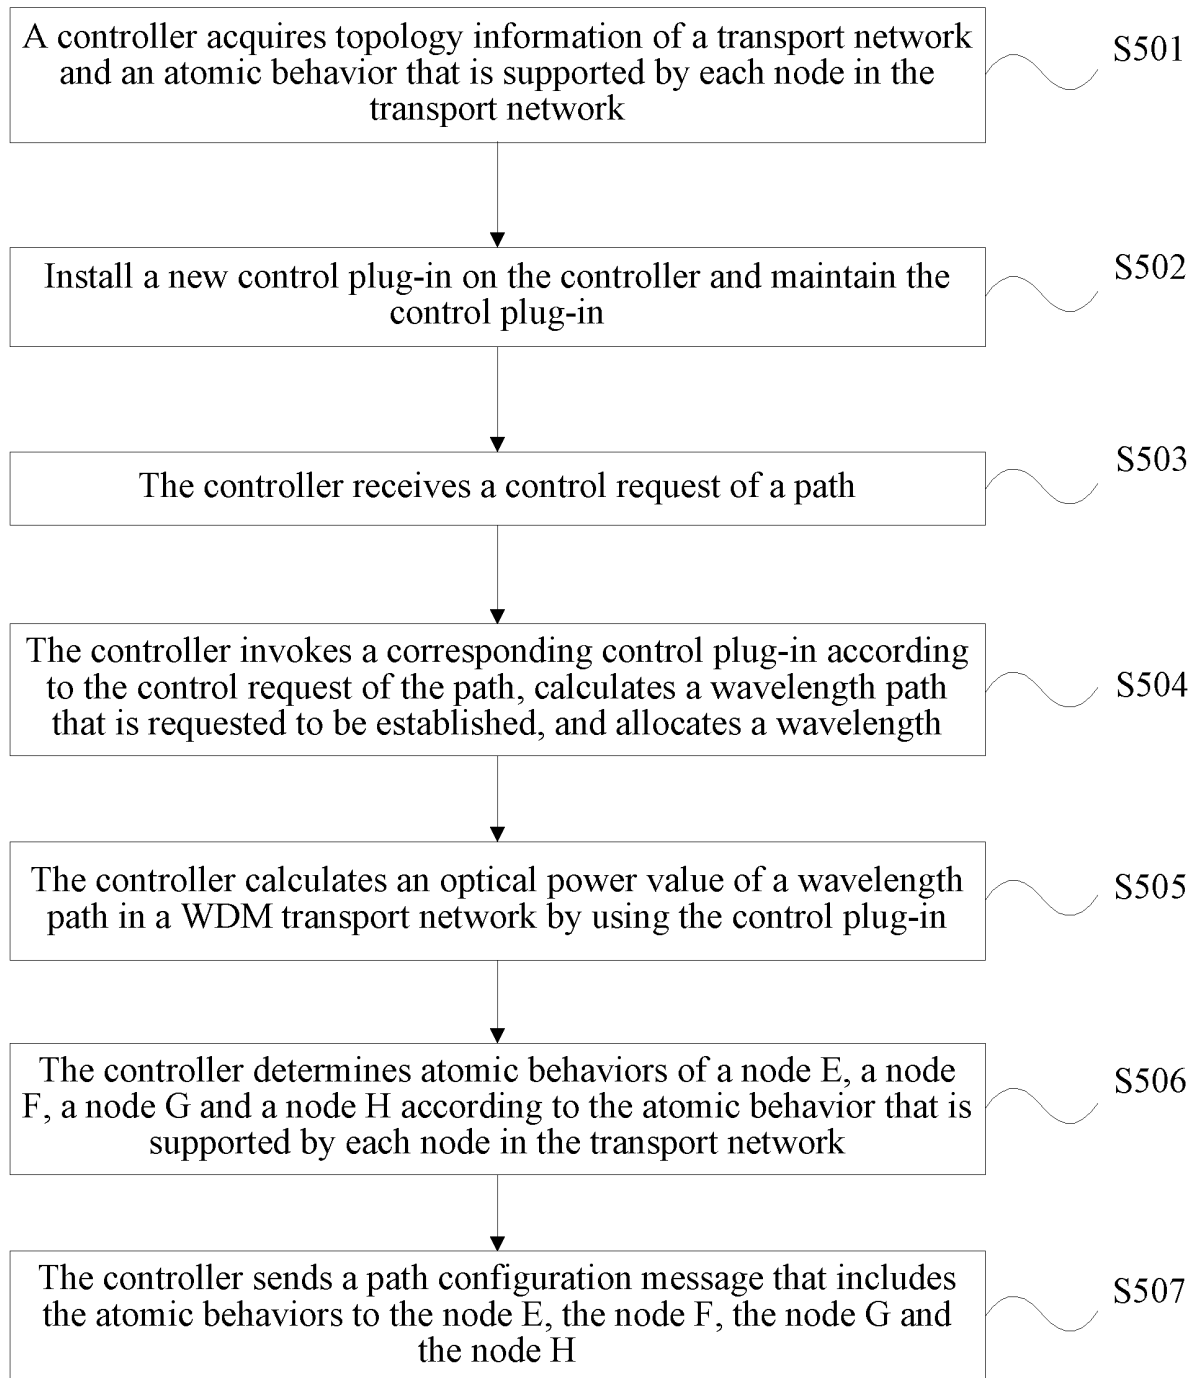 A controller acquires topology information of a transport network
and an atomic behavior that is supported by each node in the
transport network
S501
Install a new control plug-in on the controller and maintain the
control plug-in
S502
The controller receives a control request of a path
S503
The controller invokes a corresponding control plug-in according
to the control request of the path, calculates a wavelength path
that is requested to be established, and allocates a wavelength
S504
The controller calculates an optical power value of a wavelength
path in a WDM transport network by using the control plug-in
S505
The controller determines atomic behaviors of a node E, a node
F, a node G and a node H according to the atomic behavior that is
supported by each node in the transport network
S506
The controller sends a path configuration message that includes
the atomic behaviors to the node E, the node F, the node G and
the node H
S507